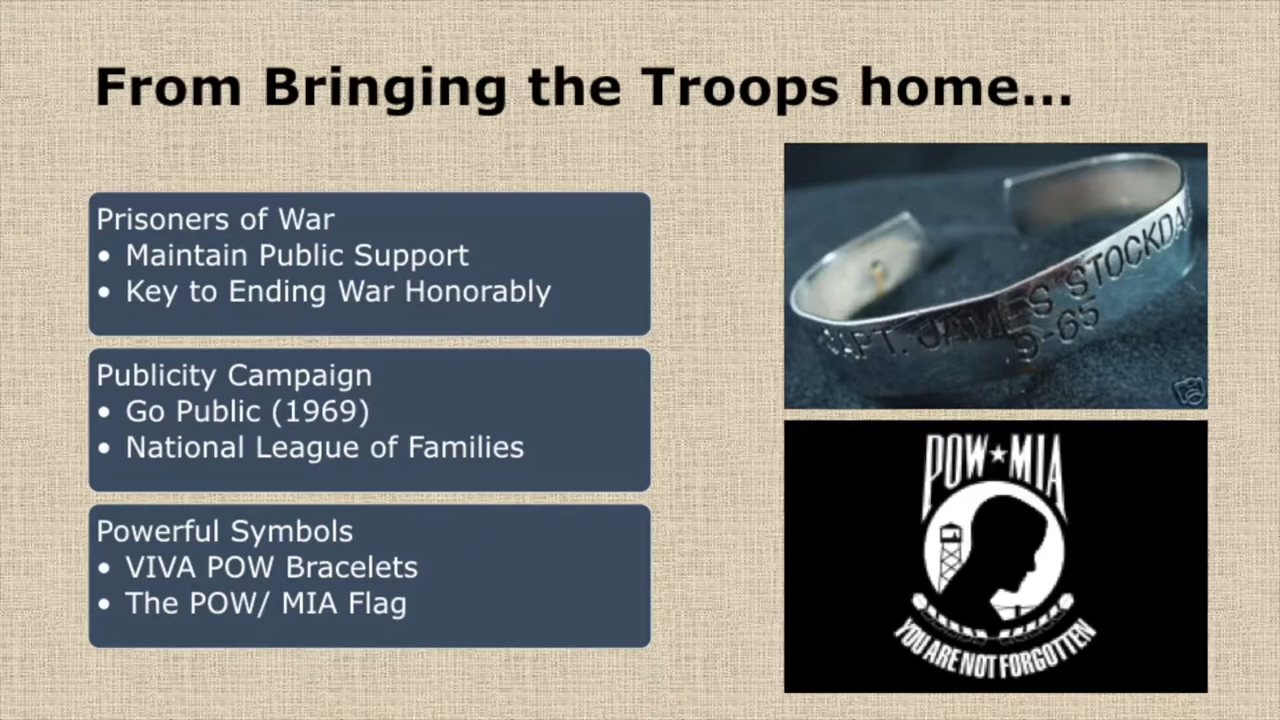 From Bringing the Troops home...
Prisoners of War
• Maintain Public Support
• Key to Ending War Honorably
Publicity Campaign
• Go Public (1969)
• National League of Families
Powerful Symbols
• VIVA POW Bracelets
• The POW/ MIA Flag
CAPT. JAMES STOCKDA
9-65
POW★MIA
YOU ARE NOT FORGOTTEN